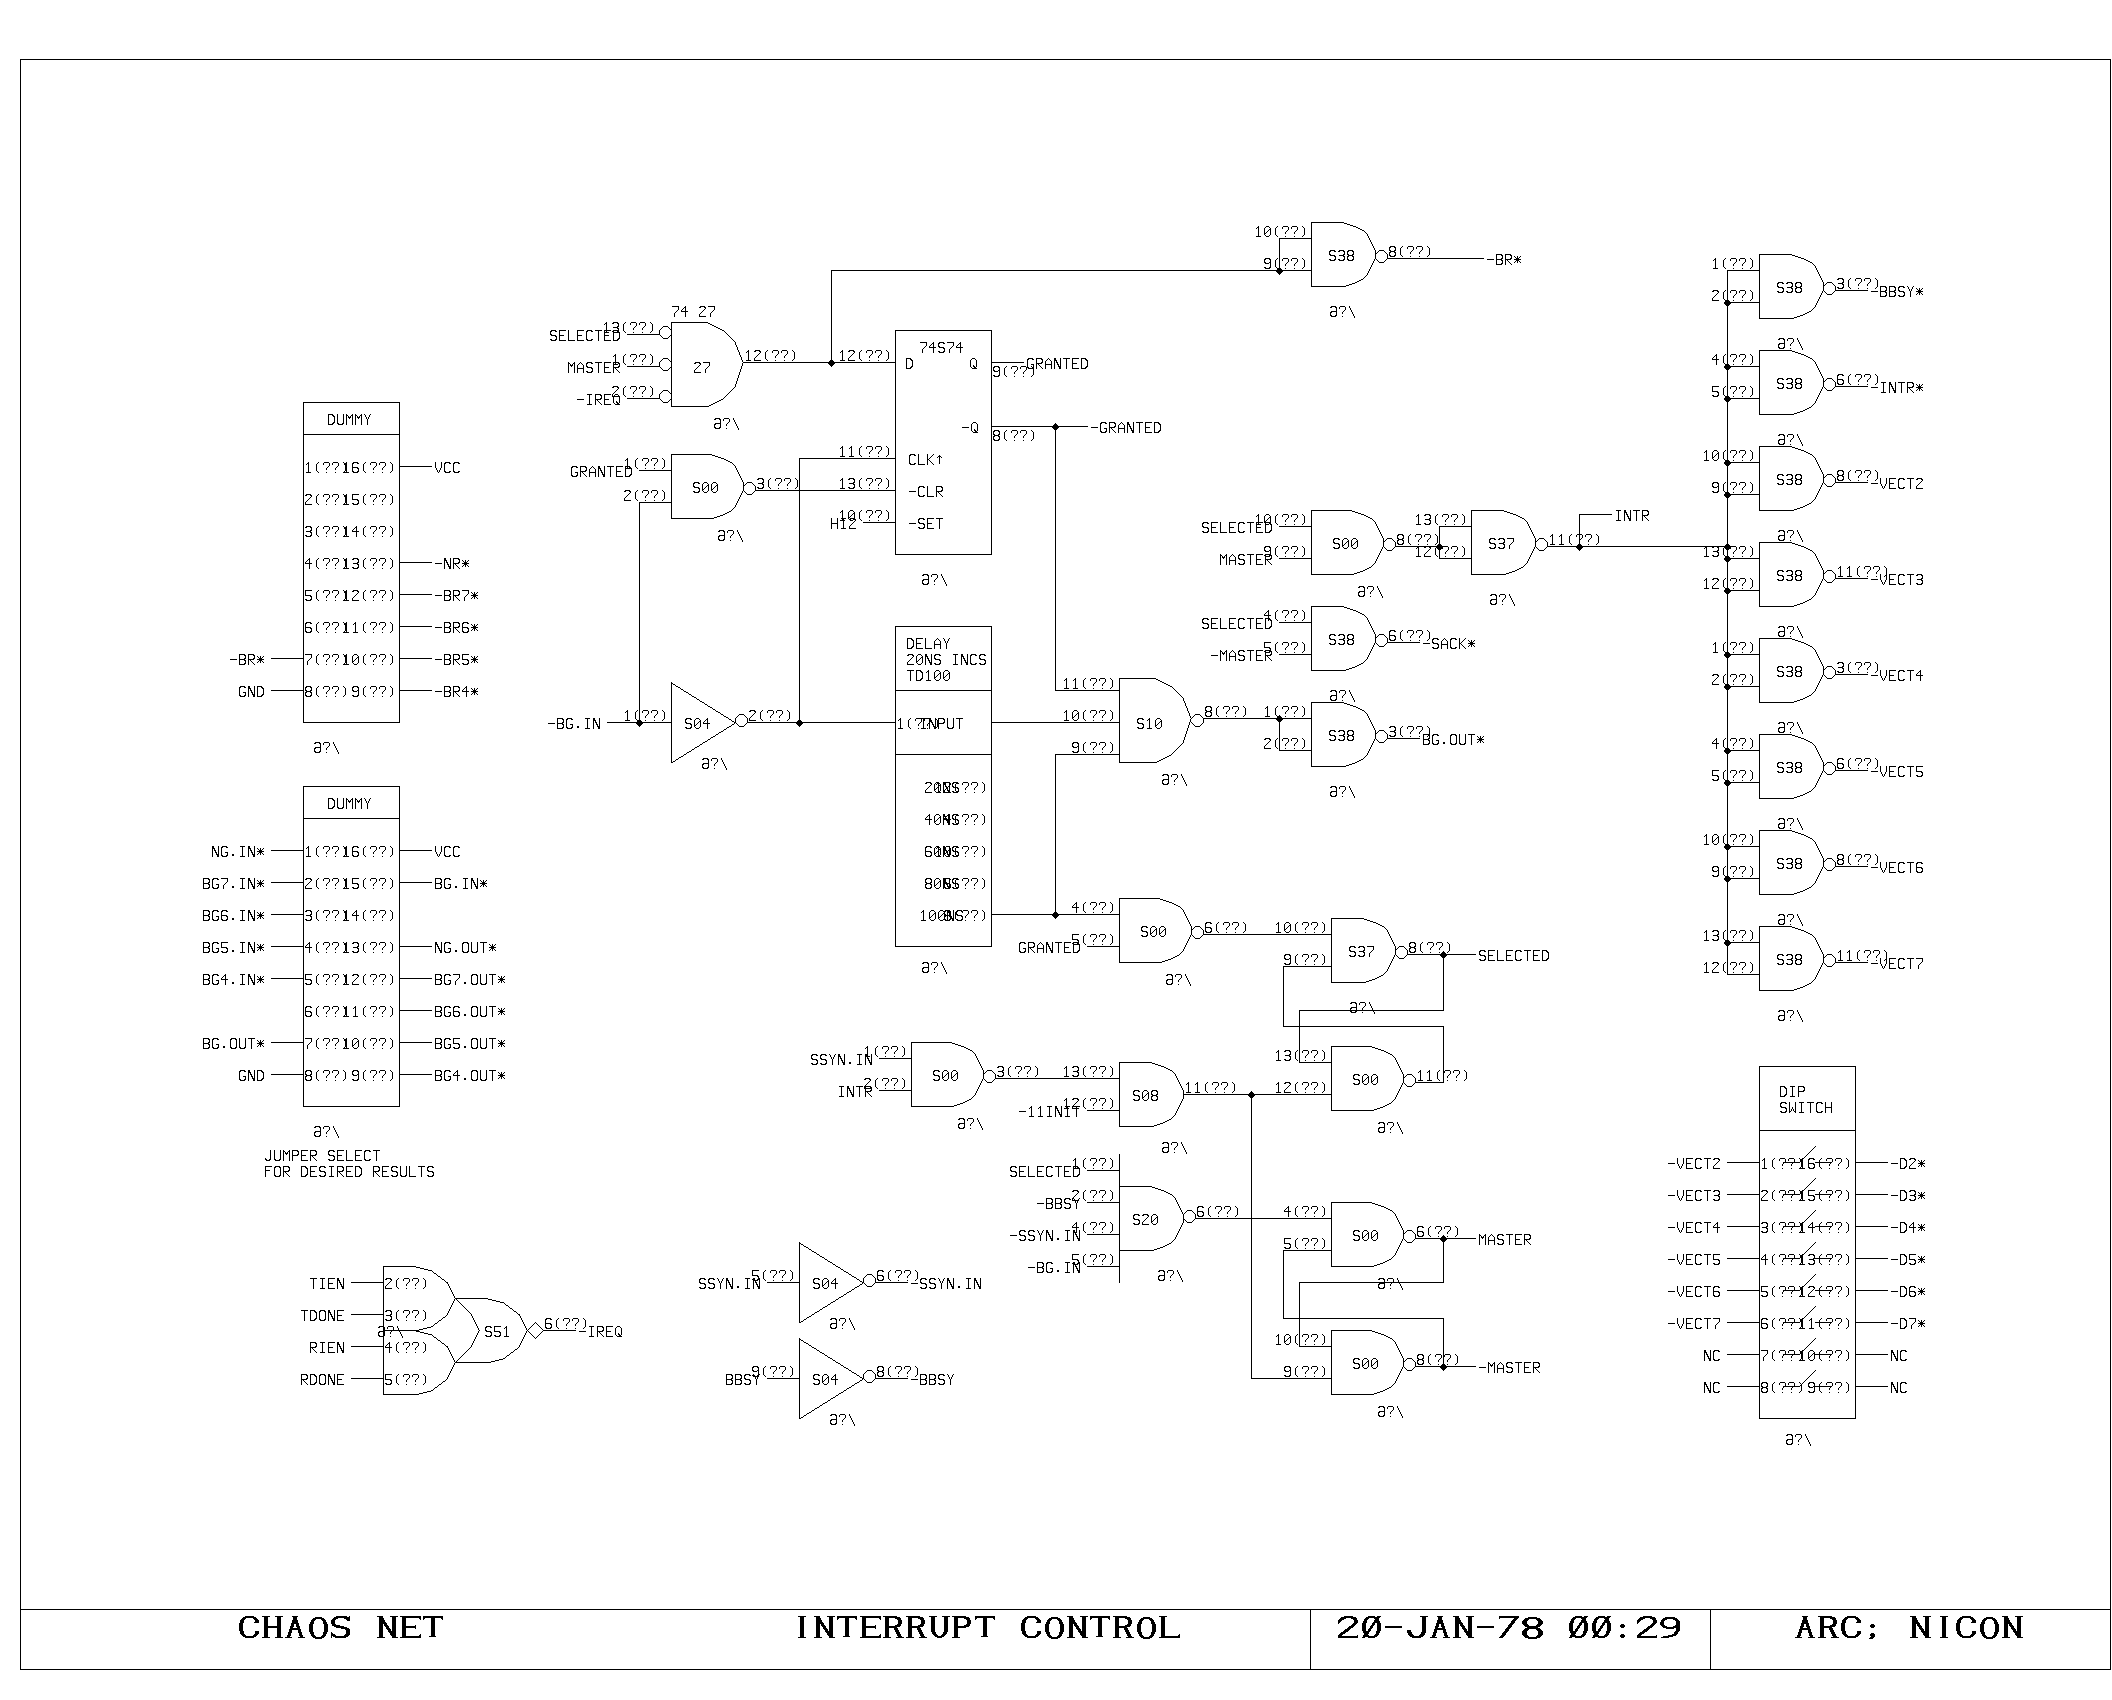 10(??)
9(??)
S38
8(??)
-BR*
a?\
74 27
SELECTED 13(??)
MASTER 1(??)
-IREQ 2(??)
27
12(??)
a?\
74S74
12(??) D
Q 9(??) GRANTED
-Q 8(??) -GRANTED
11(??) CLK↑
13(??) -CLR
HI2 10(??) -SET
a?\
GRANTED 1(??)
2(??)
S00
3(??)
a?\
DUMMY
1(??) 16(??) VCC
2(??) 15(??)
3(??) 14(??)
4(??) 13(??) -NR*
5(??) 12(??) -BR7*
6(??) 11(??) -BR6*
-BR* 7(??) 10(??) -BR5*
GND 8(??) 9(??) -BR4*
a?\
-BG.IN 1(??) S04 2(??)
a?\
DELAY
20NS INCS
TD100
1(??) INPUT
20NS 12(??)
40NS 4(??)
60NS 10(??)
80NS 6(??)
100NS 8(??)
a?\
11(??)
10(??)
9(??)
S10
8(??)
a?\
1(??)
2(??)
S38
3(??)
BG.OUT*
a?\
SELECTED 10(??)
MASTER 9(??)
S00
8(??)
a?\
13(??)
12(??)
S37
11(??)
INTR
a?\
SELECTED 4(??)
-MASTER 5(??)
S38
6(??)
-SACK*
a?\
1(??)
2(??)
S38
3(??)
-BBSY*
a?\
4(??)
5(??)
S38
6(??)
-INTR*
a?\
10(??)
9(??)
S38
8(??)
-VECT2
a?\
13(??)
12(??)
S38
11(??)
-VECT3
a?\
1(??)
2(??)
S38
3(??)
-VECT4
a?\
4(??)
5(??)
S38
6(??)
-VECT5
a?\
10(??)
9(??)
S38
8(??)
-VECT6
a?\
13(??)
12(??)
S38
11(??)
-VECT7
a?\
DUMMY
NG.IN* 1(??) 16(??) VCC
BG7.IN* 2(??) 15(??) BG.IN*
BG6.IN* 3(??) 14(??)
BG5.IN* 4(??) 13(??) NG.OUT*
BG4.IN* 5(??) 12(??) BG7.OUT*
6(??) 11(??) BG6.OUT*
BG.OUT* 7(??) 10(??) BG5.OUT*
GND 8(??) 9(??) BG4.OUT*
a?\
JUMPER SELECT
FOR DESIRED RESULTS
4(??)
GRANTED 5(??)
S00
6(??)
a?\
10(??)
9(??)
S37
8(??)
SELECTED
a?\
SSYN.IN 1(??)
INTR 2(??)
S00
3(??)
a?\
13(??)
-11INIT 12(??)
S08
11(??)
a?\
13(??)
12(??)
S00
11(??)
a?\
SELECTED 1(??)
-BBSY 2(??)
-SSYN.IN 4(??)
-BG.IN 5(??)
S20
6(??)
a?\
4(??)
5(??)
S00
6(??)
MASTER
a?\
10(??)
9(??)
S00
8(??)
-MASTER
a?\
TIEN 2(??)
TDONE 3(??)
a?\
RIEN 4(??)
RDONE 5(??)
S51
6(??)
-IREQ
SSYN.IN 5(??) S04 6(??) -SSYN.IN
a?\
BBSY 9(??) S04 8(??) -BBSY
a?\
DIP
SWITCH
-VECT2 1(??) 16(??) -D2*
-VECT3 2(??) 15(??) -D3*
-VECT4 3(??) 14(??) -D4*
-VECT5 4(??) 13(??) -D5*
-VECT6 5(??) 12(??) -D6*
-VECT7 6(??) 11(??) -D7*
NC 7(??) 10(??) NC
NC 8(??) 9(??) NC
a?\
CHAOS NET
INTERRUPT CONTROL
20-JAN-78 00:29
ARC; NICON